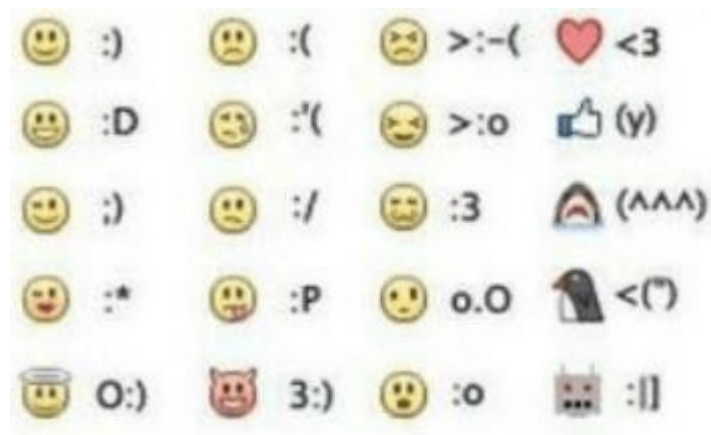 :) :( >:-( <3
:D :'( >:o (y)
;) :/ :3 (^^^)
:* :P o.O <(")
O:) 3:) :o :|]